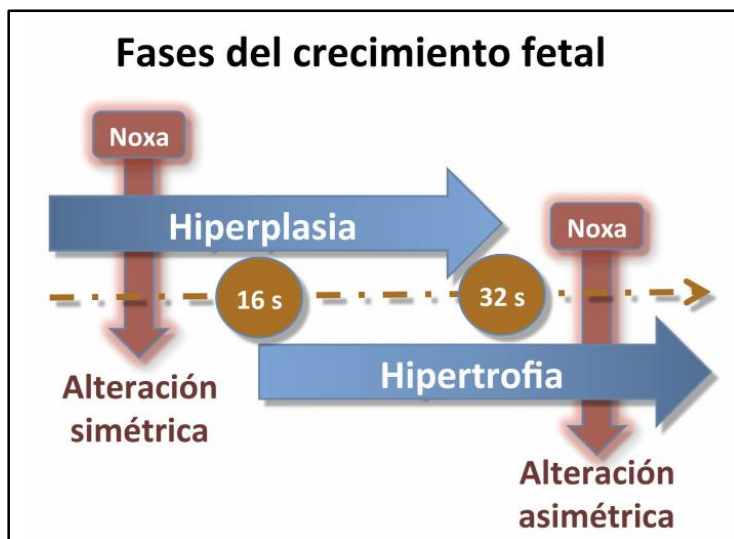 Fases del crecimiento fetal
Noxa
Hiperplasia
Noxa
16 s
32 s
Hipertrofia
Alteración
simétrica
Alteración
asimétrica